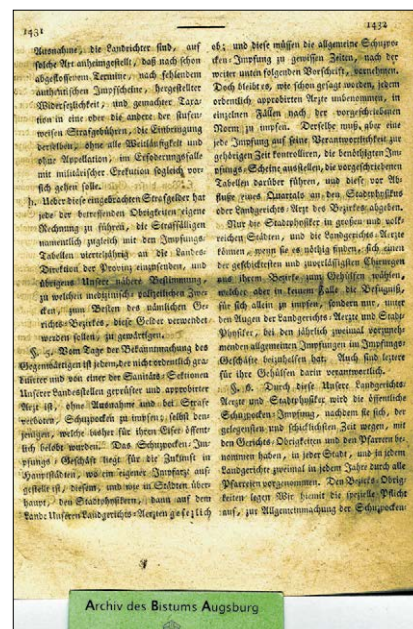 1431
1432
Ausnahme, die Landrichter sind, auf
solche Art anheimgestellt, daß nach schon
abgeflossenem Termine, nach fehlendem
authentischen Impfscheine, hergestellter
Widersezlichkeit, und gemachter Taxa-
tion in eine oder die andere der stufen-
weisen Strafgebühren, die Einbringung
derselben, ohne alle Weitläufigkeit und
ohne Appellation, im Erforderungsfalle
mit militärischer Exekution sogleich vor
sich gehen solle.
h. Ueber diese eingebrachten Strafgelder hat
jede der betreffenden Obrigkeiten eigene
Rechnung zu führen, die Straffälligen
namentlich zugleich mit den Impfungs-
Tabellen vierteljährig an die Landes-
Direktion der Provinz einzusenden, und
übrigens Unsere nähere Bestimmung,
zu welchen medizinisch-polizeilichen Zwe-
cken, zum Besten des nämlichen Ge-
richts-Bezirkes, diese Gelder verwendet
werden sollen, zu gewärtigen.
§. 5. Vom Tage der Bekanntmachung des
Gegenwärtigen ist jedem, der nicht ordentlich gra-
duirter und von einer der Sanitäts-Sektionen
Unserer Landesstellen geprüfter und approbirter
Arzt ist, ohne Ausnahme und bei Strafe
verboten, Schuzpocken zu impfen; selbst den-
jenigen, welche bisher für ihren Eifer öffent-
lich belobt wurden. Das Schuzpocken-Im-
pfungs-Geschäft liegt für die Zukunft in
Hauptstädten, wo ein eigener Impfarzt auf-
gestellt ist, diesem, und wie in Städten über-
haupt, den Stadtphysikern, dann auf dem
Lande Unseren Landgerichts-Aerzten gesezlich
ob; und diese müssen die allgemeine Schuzpo-
cken-Impfung zu gewissen Zeiten, nach der
weiter unten folgenden Vorschrift, vornehmen.
Doch bleibt es, wie schon gesagt worden, jedem
ordentlich approbirten Arzte unbenommen, in
einzelnen Fällen nach der vorgeschriebenen
Norm zu impfen. Derselbe muß aber eine
jede Impfung auf seine Verantwortlichkeit zur
gehörigen Zeit kontrolliren, die benöthigten Im-
pfungs-Scheine ausstellen, die vorgeschriebenen
Tabellen darüber führen, und diese vor Ab-
fluße eines Quartals an den Stadtphysikus
oder Landgerichts-Arzt des Bezirkes abgeben.
Nur die Stadtphysiker in großen und volk-
reichen Städten, und die Landgerichts-Aerzte
können, wenn sie es nöthig finden, sich einen
der geschicktesten und zuverläßigsten Chirurgen
aus ihrem Bezirke zum Gehülfen wählen,
welcher aber in keinem Falle die Befugniß,
für sich allein zu impfen, sondern nur, unter
den Augen der Landgerichts-Aerzte und Stadt-
Physiker, bei den jährlich zweimal vorzuneh-
menden allgemeinen Impfungen im Impfungs-
Geschäfte beizuhelfen hat. Auch sind leztere
für ihre Gehülfen darin verantwortlich.
§. 6. Durch diese Unsere Landgerichts-
Aerzte und Stadtphysiker wird die öffentliche
Schuzpocken-Impfung, nachdem sie sich, der
gelegensten und schicklichsten Zeit wegen, mit
den Gerichts-Obrigkeiten und den Pfarrern be-
nommen haben, in jeder Stadt, und in jedem
Landgerichte zweimal in jedem Jahre durch alle
Pfarreien vorgenommen. Den Bezirks-Obrig-
keiten legen Wir hiemit die spezielle Pflicht
auf, zur Allgemeinmachung der Schuzpocken-
Archiv des Bistums Augsburg